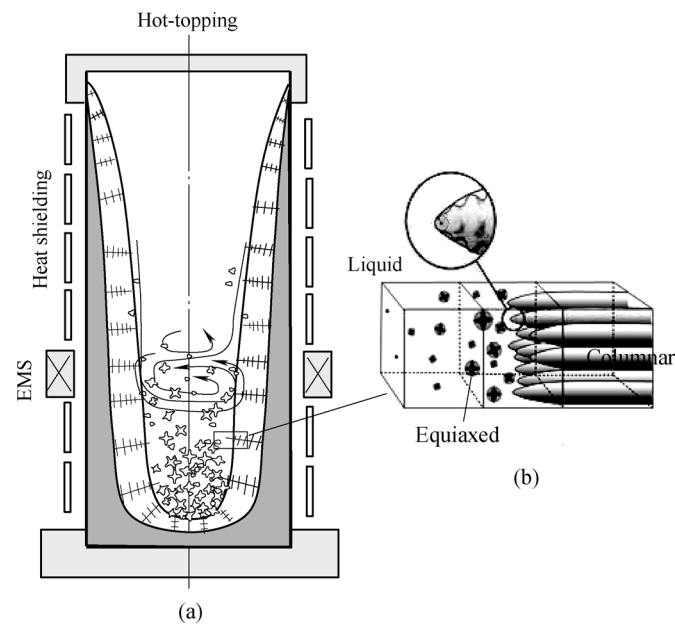 Hot-topping
Heat shielding
EMS
Liquid
Columnar
Equiaxed
(b)
(a)